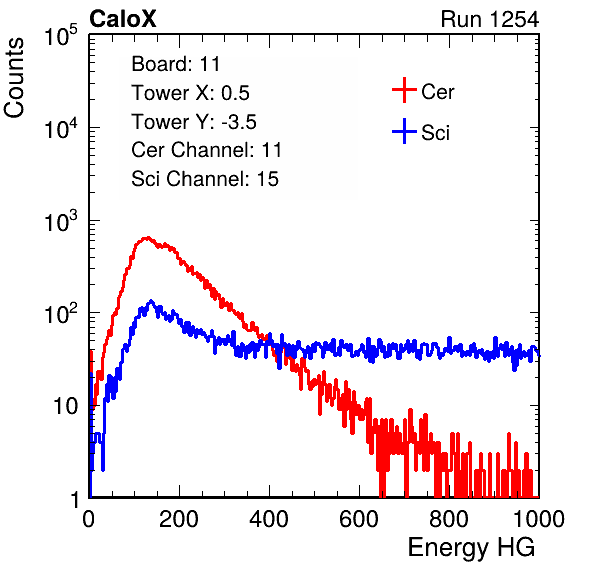 CaloX Run 1254
Board: 11
Tower X: 0.5
Tower Y: -3.5
Cer Channel: 11
Sci Channel: 15
Cer
Sci
Counts
10^5
10^4
10^3
10^2
10
1
0 200 400 600 800 1000
Energy HG